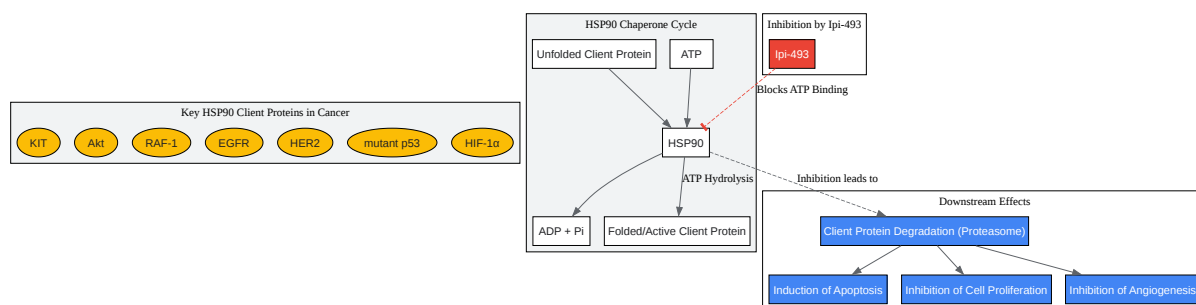 HSP90 Chaperone Cycle
Inhibition by Ipi-493
Unfolded Client Protein
ATP
Ipi-493
Blocks ATP Binding
Key HSP90 Client Proteins in Cancer
KIT
Akt
RAF-1
EGFR
HER2
mutant p53
HIF-1α
HSP90
ATP Hydrolysis
Inhibition leads to
Downstream Effects
ADP + Pi
Folded/Active Client Protein
Client Protein Degradation (Proteasome)
Induction of Apoptosis
Inhibition of Cell Proliferation
Inhibition of Angiogenesis